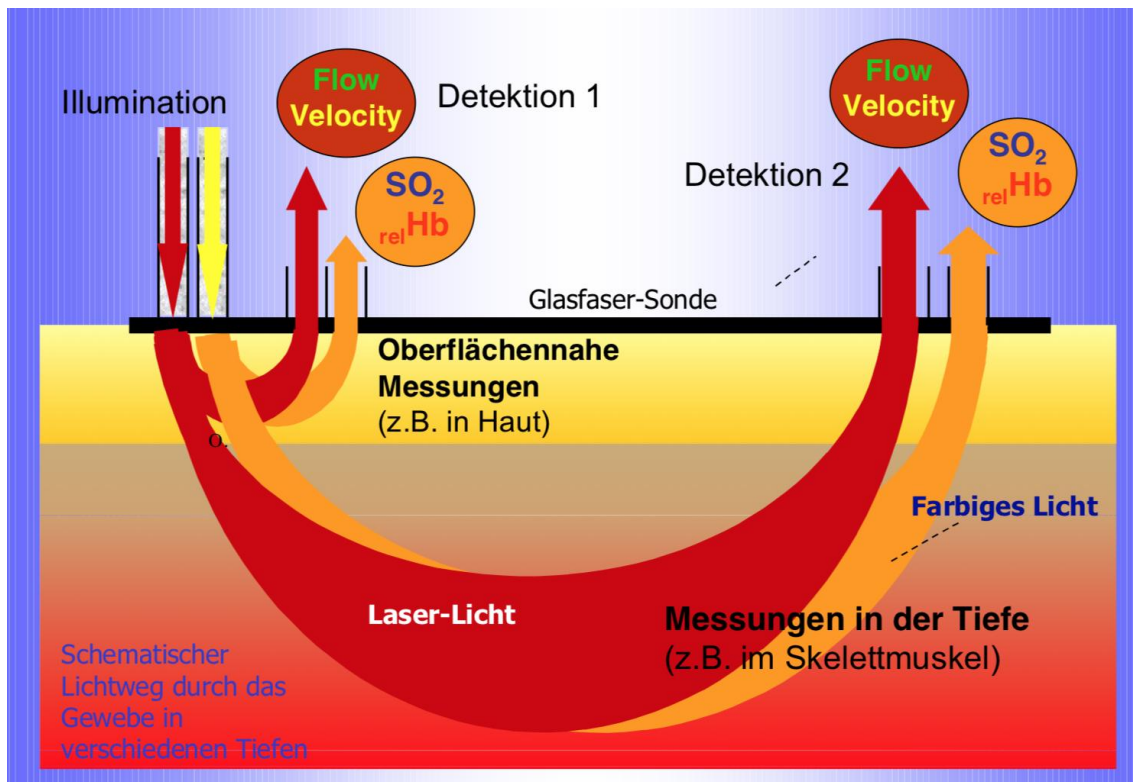 Illumination
Flow
Velocity
Detektion 1
SO₂
relHb
Flow
Velocity
Detektion 2
SO₂
relHb
Glasfaser-Sonde
Oberflächennahe
Messungen
(z.B. in Haut)
O.
Farbiges Licht
Laser-Licht
Messungen in der Tiefe
(z.B. im Skelettmuskel)
Schematischer
Lichtweg durch das
Gewebe in
verschiedenen Tiefen